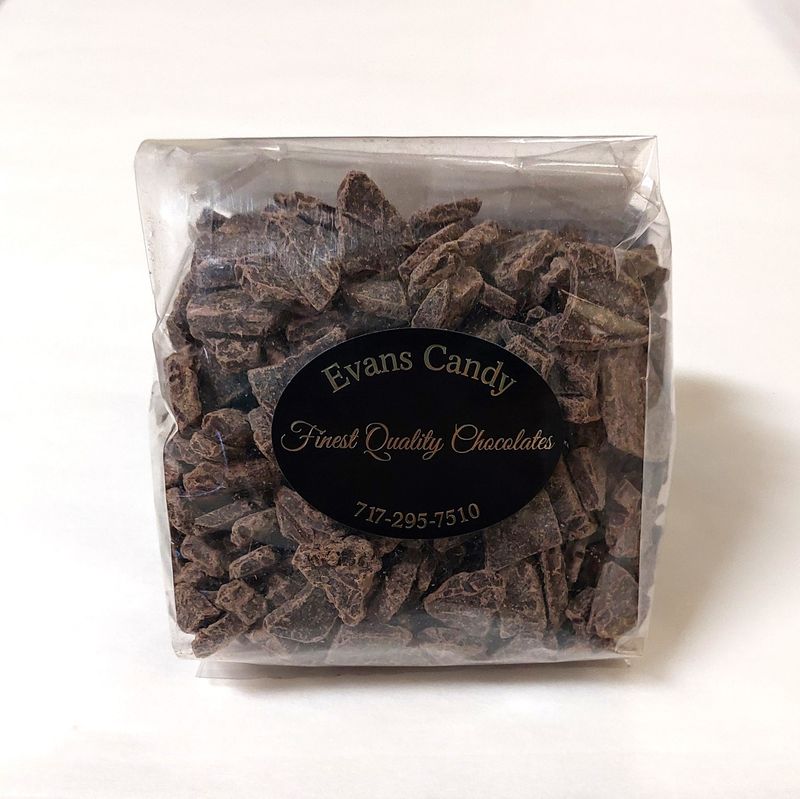 Evans Candy
Finest Quality Chocolates
717-295-7510